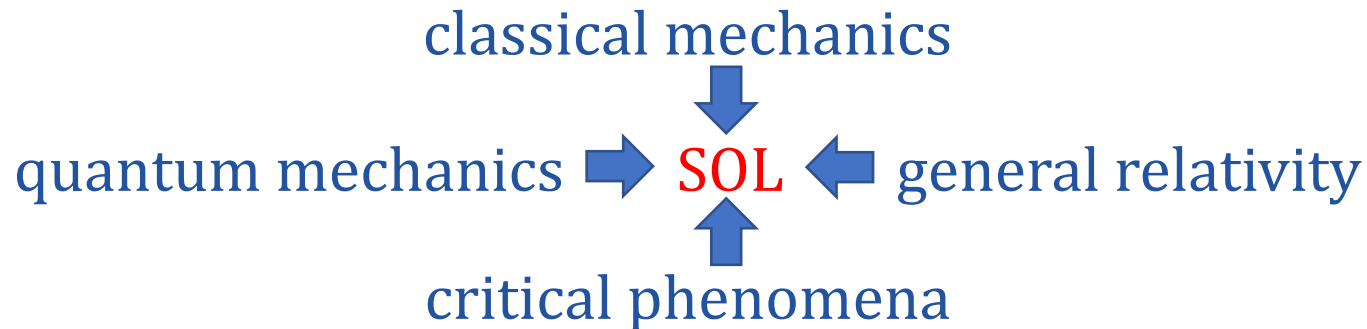 classical mechanics
quantum mechanics SOL general relativity
critical phenomena